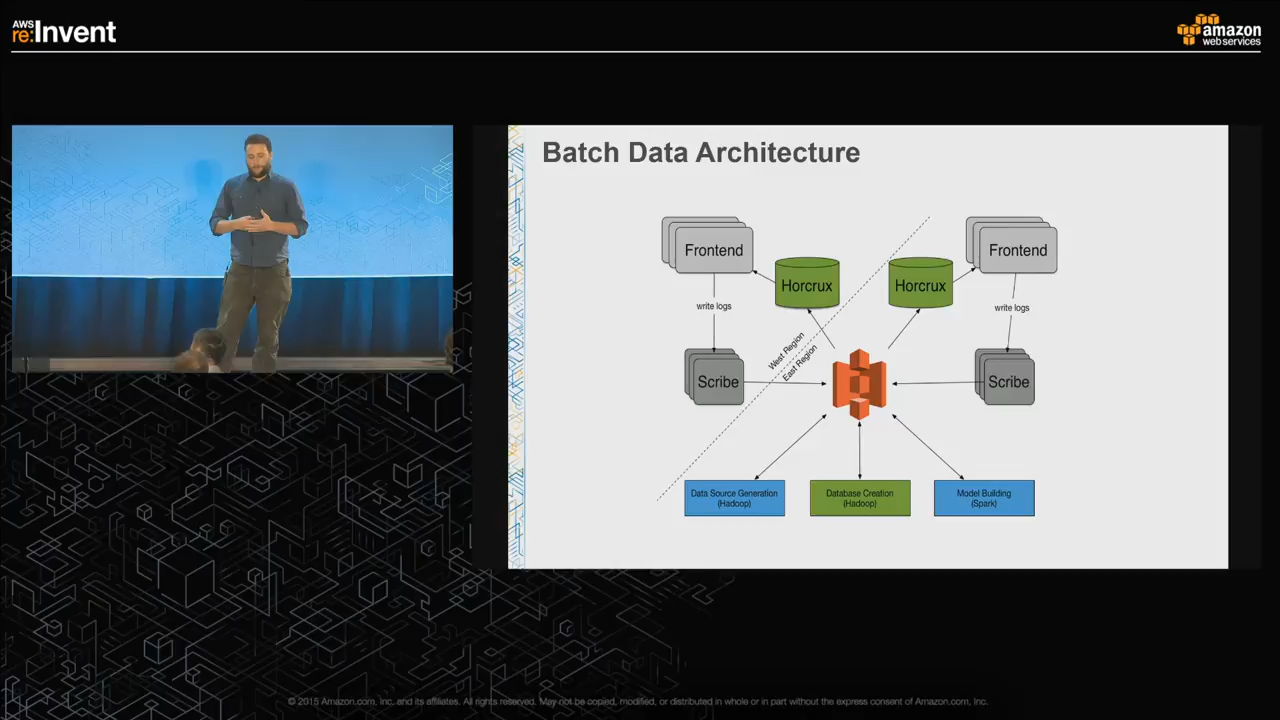 AWS
re:Invent
amazon
web services
Batch Data Architecture
Frontend
Frontend
Horcrux
Horcrux
write logs
write logs
West Region
East Region
Scribe
Scribe
Data Source Generation
(Hadoop)
Database Creation
(Hadoop)
Model Building
(Spark)
© 2015 Amazon.com, Inc. and its affiliates. All rights reserved. May not be copied, modified, or distributed in whole or in part without the express consent of Amazon.com, Inc.